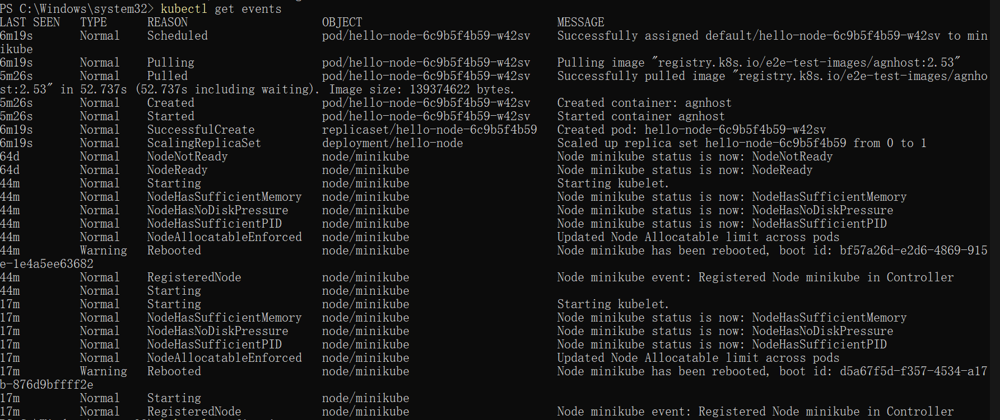 PS C:\Windows\system32> kubectl get events
LAST SEEN   TYPE      REASON                    OBJECT                             MESSAGE
6m19s       Normal    Scheduled                 pod/hello-node-6c9b5f4b59-w42sv    Successfully assigned default/hello-node-6c9b5f4b59-w42sv to min
ikube
6m19s       Normal    Pulling                   pod/hello-node-6c9b5f4b59-w42sv    Pulling image "registry.k8s.io/e2e-test-images/agnhost:2.53"
5m26s       Normal    Pulled                    pod/hello-node-6c9b5f4b59-w42sv    Successfully pulled image "registry.k8s.io/e2e-test-images/agnho
st:2.53" in 52.737s (52.737s including waiting). Image size: 139374622 bytes.
5m26s       Normal    Created                   pod/hello-node-6c9b5f4b59-w42sv    Created container: agnhost
5m26s       Normal    Started                   pod/hello-node-6c9b5f4b59-w42sv    Started container agnhost
6m19s       Normal    SuccessfulCreate          replicaset/hello-node-6c9b5f4b59   Created pod: hello-node-6c9b5f4b59-w42sv
6m19s       Normal    ScalingReplicaSet         deployment/hello-node              Scaled up replica set hello-node-6c9b5f4b59 from 0 to 1
64d         Normal    NodeNotReady              node/minikube                      Node minikube status is now: NodeNotReady
64d         Normal    NodeReady                 node/minikube                      Node minikube status is now: NodeReady
44m         Normal    Starting                  node/minikube                      Starting kubelet.
44m         Normal    NodeHasSufficientMemory   node/minikube                      Node minikube status is now: NodeHasSufficientMemory
44m         Normal    NodeHasNoDiskPressure     node/minikube                      Node minikube status is now: NodeHasNoDiskPressure
44m         Normal    NodeHasSufficientPID      node/minikube                      Node minikube status is now: NodeHasSufficientPID
44m         Normal    NodeAllocatableEnforced   node/minikube                      Updated Node Allocatable limit across pods
44m         Warning   Rebooted                  node/minikube                      Node minikube has been rebooted, boot id: bf57a26d-e2d6-4869-915
e-1e4a5ee63682
44m         Normal    RegisteredNode            node/minikube                      Node minikube event: Registered Node minikube in Controller
44m         Normal    Starting                  node/minikube
17m         Normal    Starting                  node/minikube                      Starting kubelet.
17m         Normal    NodeHasSufficientMemory   node/minikube                      Node minikube status is now: NodeHasSufficientMemory
17m         Normal    NodeHasNoDiskPressure     node/minikube                      Node minikube status is now: NodeHasNoDiskPressure
17m         Normal    NodeHasSufficientPID      node/minikube                      Node minikube status is now: NodeHasSufficientPID
17m         Normal    NodeAllocatableEnforced   node/minikube                      Updated Node Allocatable limit across pods
17m         Warning   Rebooted                  node/minikube                      Node minikube has been rebooted, boot id: d5a67f5d-f357-4534-a17
b-876d9bffff2e
17m         Normal    Starting                  node/minikube
17m         Normal    RegisteredNode            node/minikube                      Node minikube event: Registered Node minikube in Controller